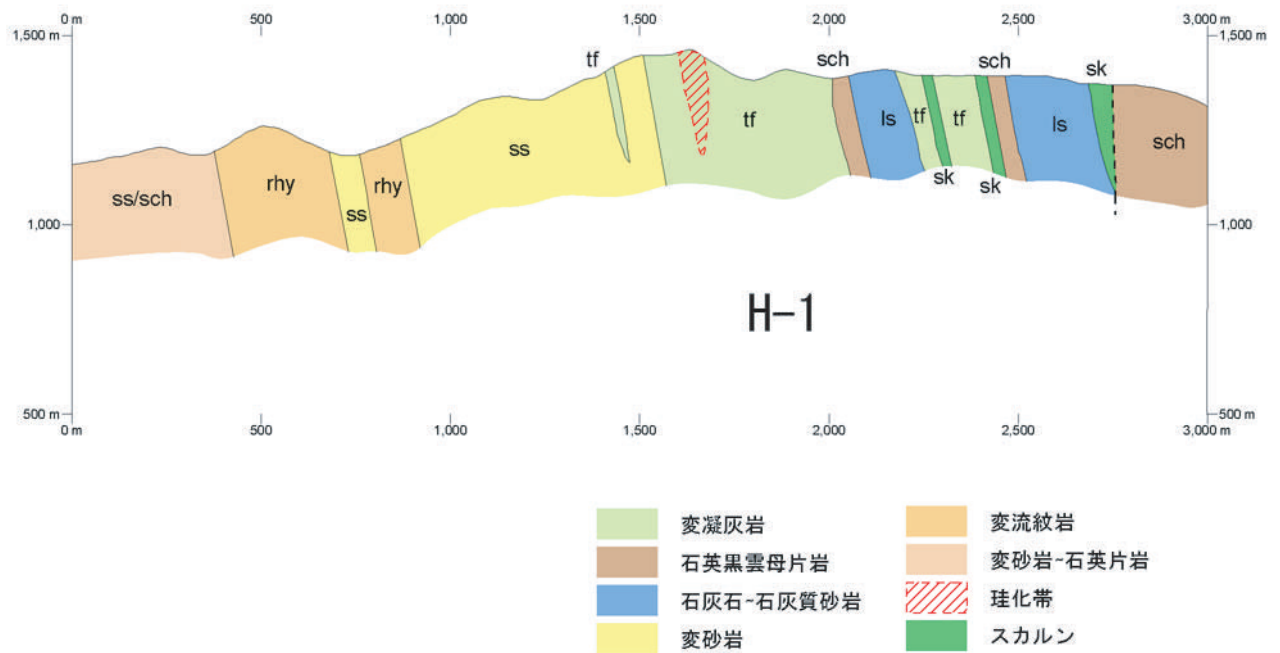 0 m 500 1,000 1,500 2,000 2,500 3,000 m
1,500 m 1,500 m
tf sch sch sk
ss/sch rhy ss rhy ss tf ls tf tf ls sch
sk sk
1,000 1,000
H-1
500 m 500 m
0 m 500 1,000 1,500 2,000 2,500 3,000 m
変凝灰岩 変流紋岩
石英黒雲母片岩 変砂岩~石英片岩
石灰石~石灰質砂岩 珪化帯
変砂岩 スカルン